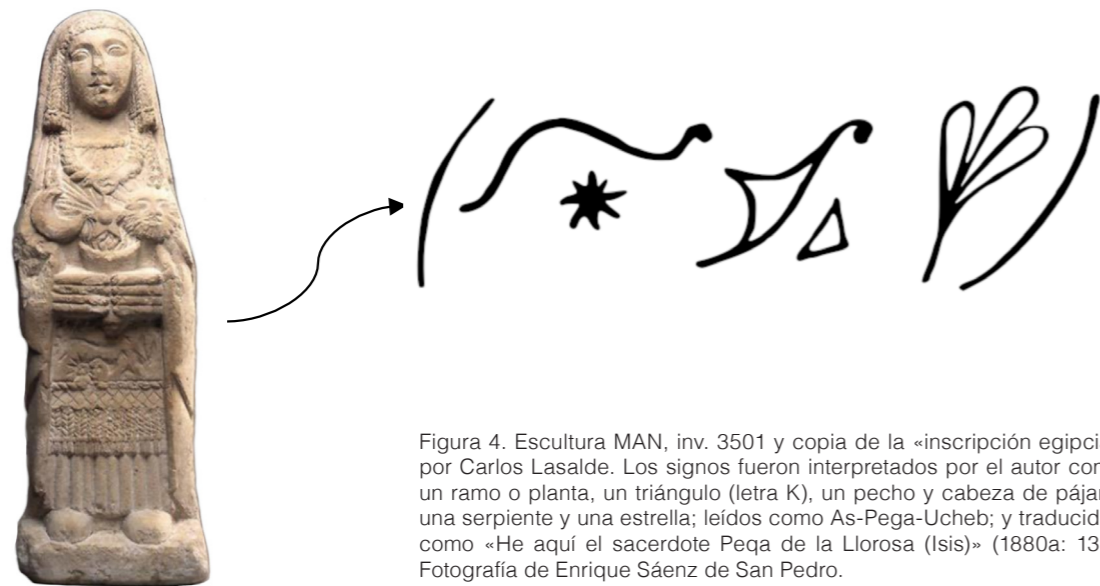 Figura 4. Escultura MAN, inv. 3501 y copia de la «inscripción egipci
por Carlos Lasalde. Los signos fueron interpretados por el autor con
un ramo o planta, un triángulo (letra K), un pecho y cabeza de pájar
una serpiente y una estrella; leídos como As-Pega-Ucheb; y traducid
como «He aquí el sacerdote Peqa de la Llorosa (Isis)» (1880a: 13
Fotografía de Enrique Sáenz de San Pedro.